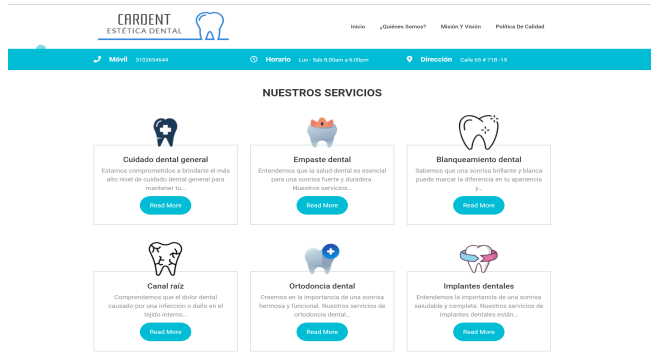 CARDENT
ESTÉTICA DENTAL
Inicio ¿Quiénes Somos? Misión Y Visión Política De Calidad
Móvil 3102654644 Horario Lun - Sáb 8:00am a 6:00pm Dirección Calle 65 # 71B -19
NUESTROS SERVICIOS
Cuidado dental general
Estamos comprometidos a brindarte el más
alto nivel de cuidado dental general para
mantener tu...
Read More
Empaste dental
Entendemos que la salud dental es esencial
para una sonrisa fuerte y duradera.
Nuestros servicios...
Read More
Blanqueamiento dental
Sabemos que una sonrisa brillante y blanca
puede marcar la diferencia en tu apariencia
y...
Read More
Canal raíz
Comprendemos que el dolor dental
causado por una infección o daño en el
tejido interno...
Read More
Ortodoncia dental
Creemos en la importancia de una sonrisa
hermosa y funcional. Nuestros servicios de
ortodoncia dental...
Read More
Implantes dentales
Entendemos la importancia de una sonrisa
saludable y completa. Nuestros servicios de
implantes dentales están...
Read More